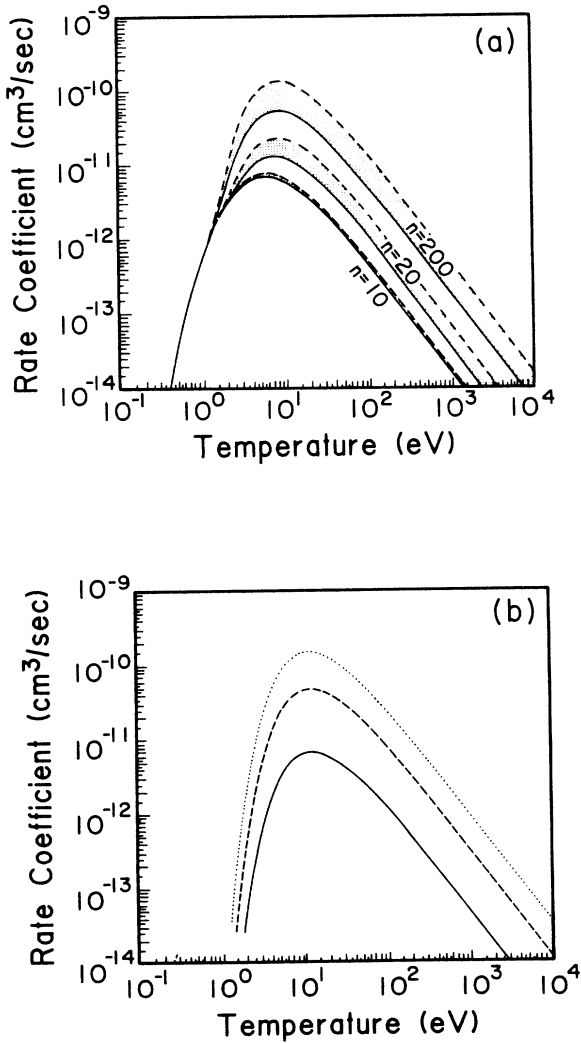 (a)
Rate Coefficient (cm³/sec)
10⁻⁹
10⁻¹⁰
10⁻¹¹
10⁻¹²
10⁻¹³
10⁻¹⁴
n=200
n=20
n=10
10⁻¹ 10⁰ 10¹ 10² 10³ 10⁴
Temperature (eV)
(b)
Rate Coefficient (cm³/sec)
10⁻⁹
10⁻¹⁰
10⁻¹¹
10⁻¹²
10⁻¹³
10⁻¹⁴
10⁻¹ 10⁰ 10¹ 10² 10³ 10⁴
Temperature (eV)